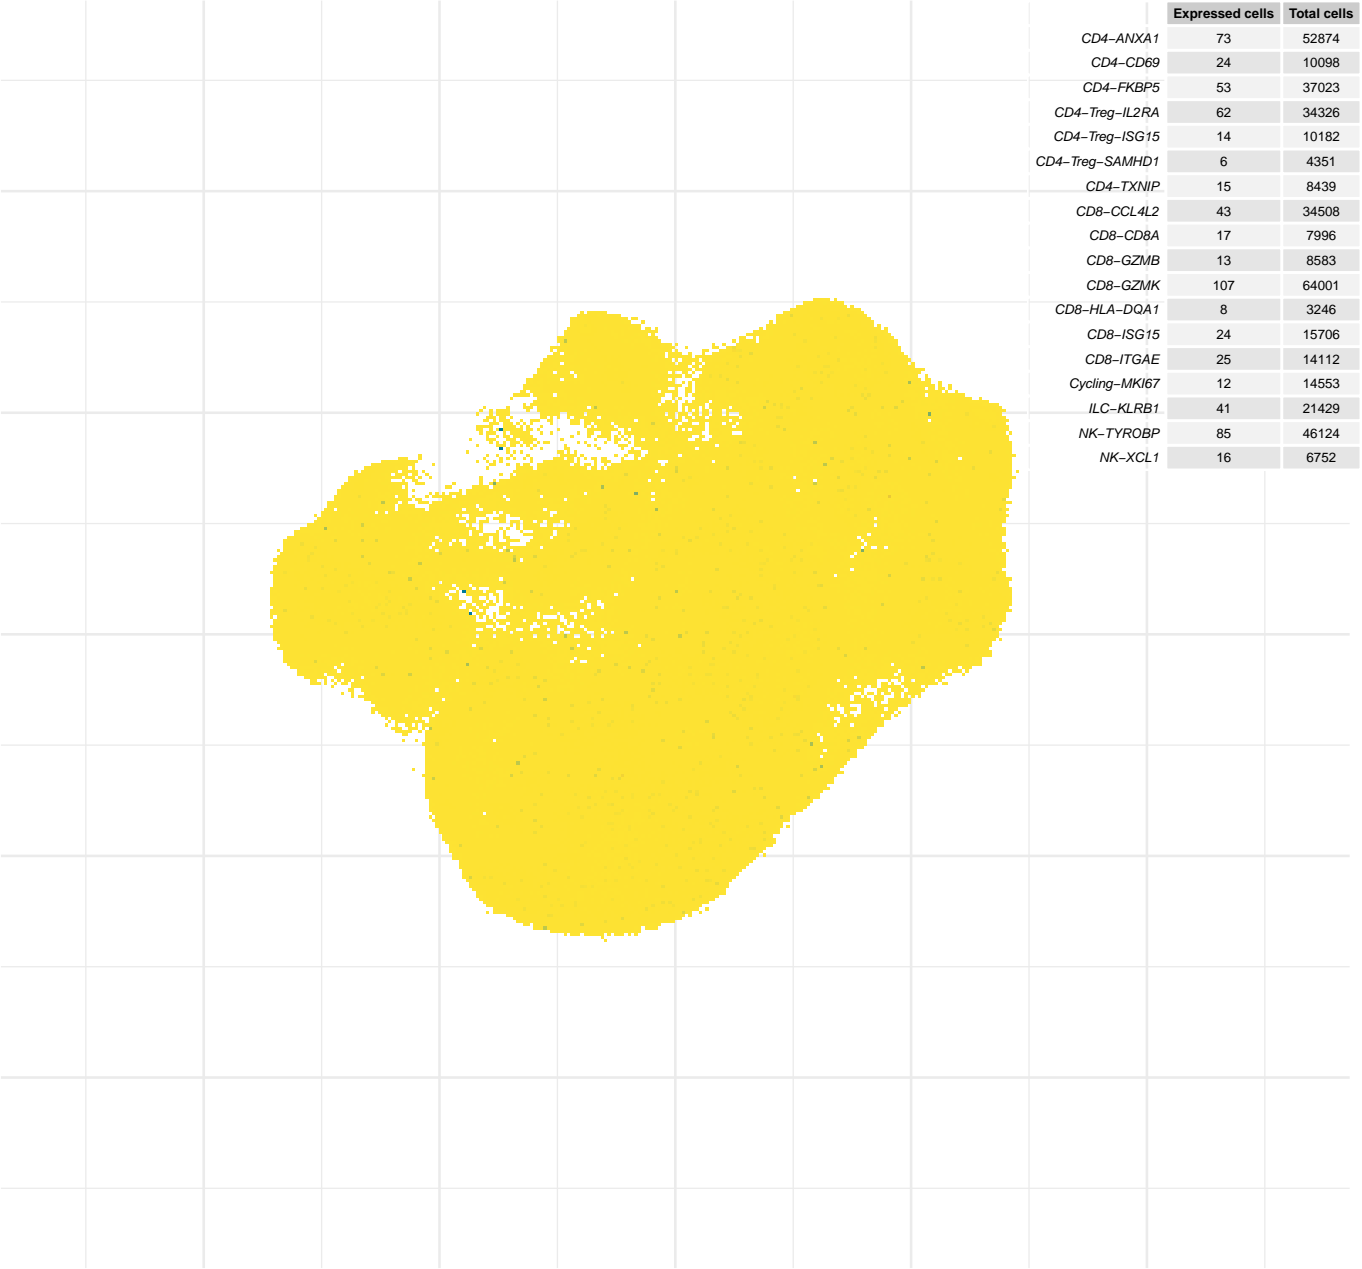 Expressed cells Total cells
CD4−ANXA1 73 52874
CD4−CD69 24 10098
CD4−FKBP5 53 37023
CD4−Treg−IL2RA 62 34326
CD4−Treg−ISG15 14 10182
CD4−Treg−SAMHD1 6 4351
CD4−TXNIP 15 8439
CD8−CCL4L2 43 34508
CD8−CD8A 17 7996
CD8−GZMB 13 8583
CD8−GZMK 107 64001
CD8−HLA−DQA1 8 3246
CD8−ISG15 24 15706
CD8−ITGAE 25 14112
Cycling−MKI67 12 14553
ILC−KLRB1 41 21429
NK−TYROBP 85 46124
NK−XCL1 16 6752